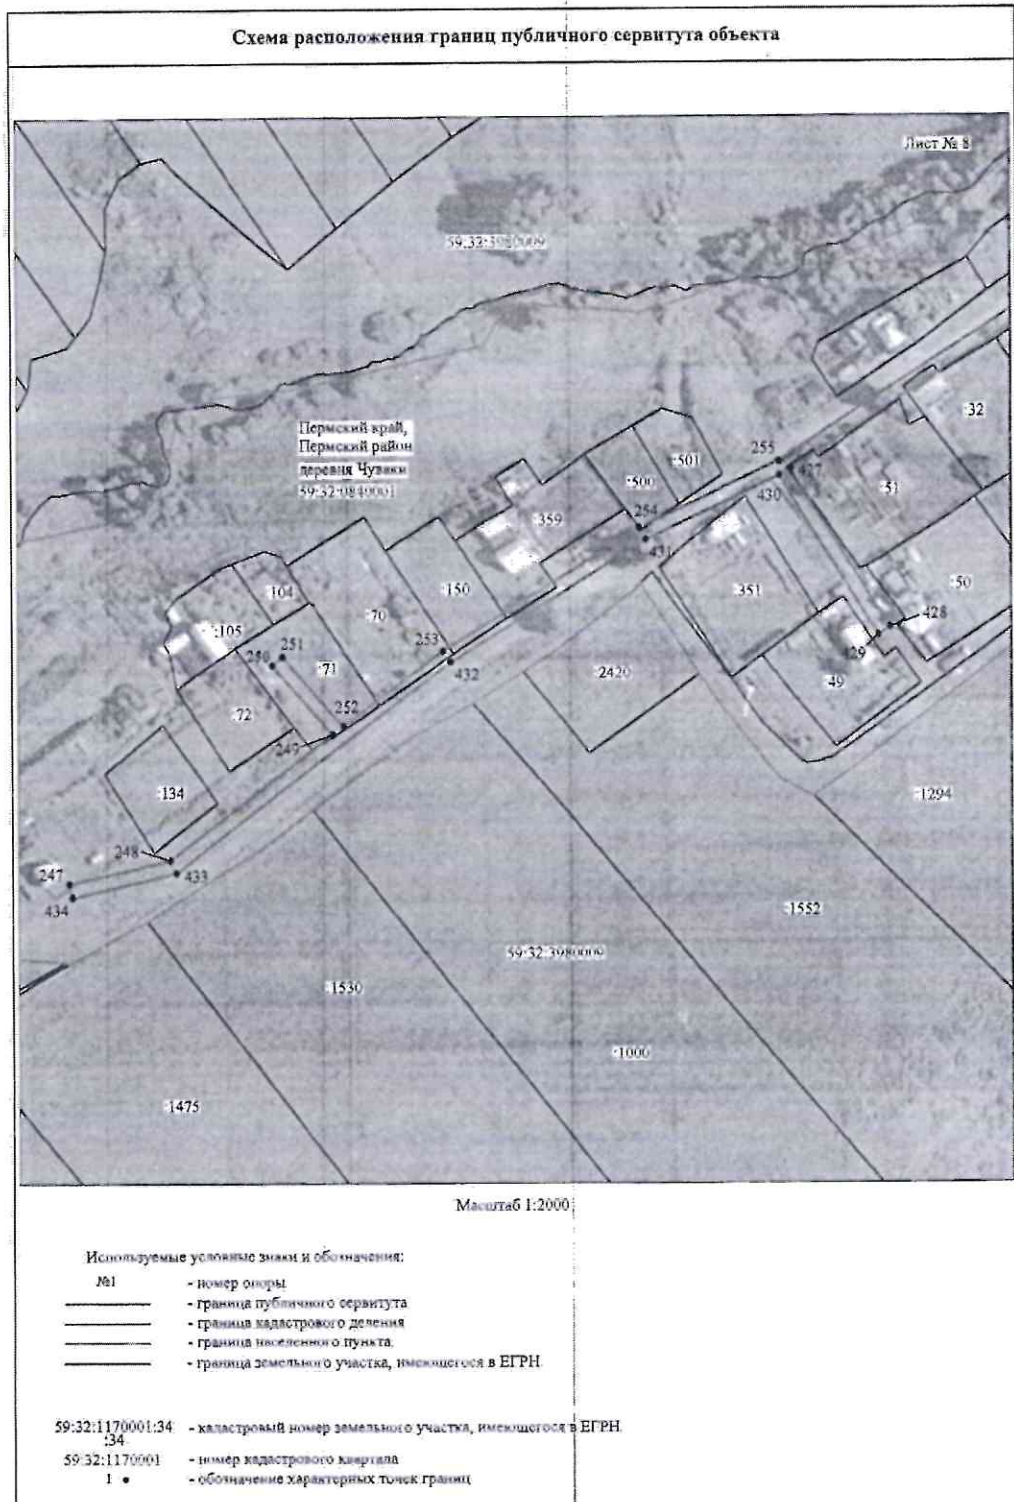 Схема расположения границ публичного сервитута объекта
Лист № 8
59:32:3980009
Пермский край,
Пермский район
деревня Чуваки
59:32:0840001
:32
255
:501
427
:500
430
:51
254
:359
431
:104
:150
:351
:50
:70
:105
428
251
253
429
250
:71
432
:2420
:49
:72
252
249
:134
:1294
248
247
433
434
:1552
59:32:3980009
:1530
:1000
:1475
Масштаб 1:2000
Используемые условные знаки и обозначения:
№1 - номер опоры
- граница публичного сервитута
- граница кадастрового деления
- граница населенного пункта
- граница земельного участка, имеющегося в ЕГРН
59:32:1170001:34 - кадастровый номер земельного участка, имеющегося в ЕГРН
:34
59:32:1170001 - номер кадастрового квартала
1 • - обозначение характерных точек границ